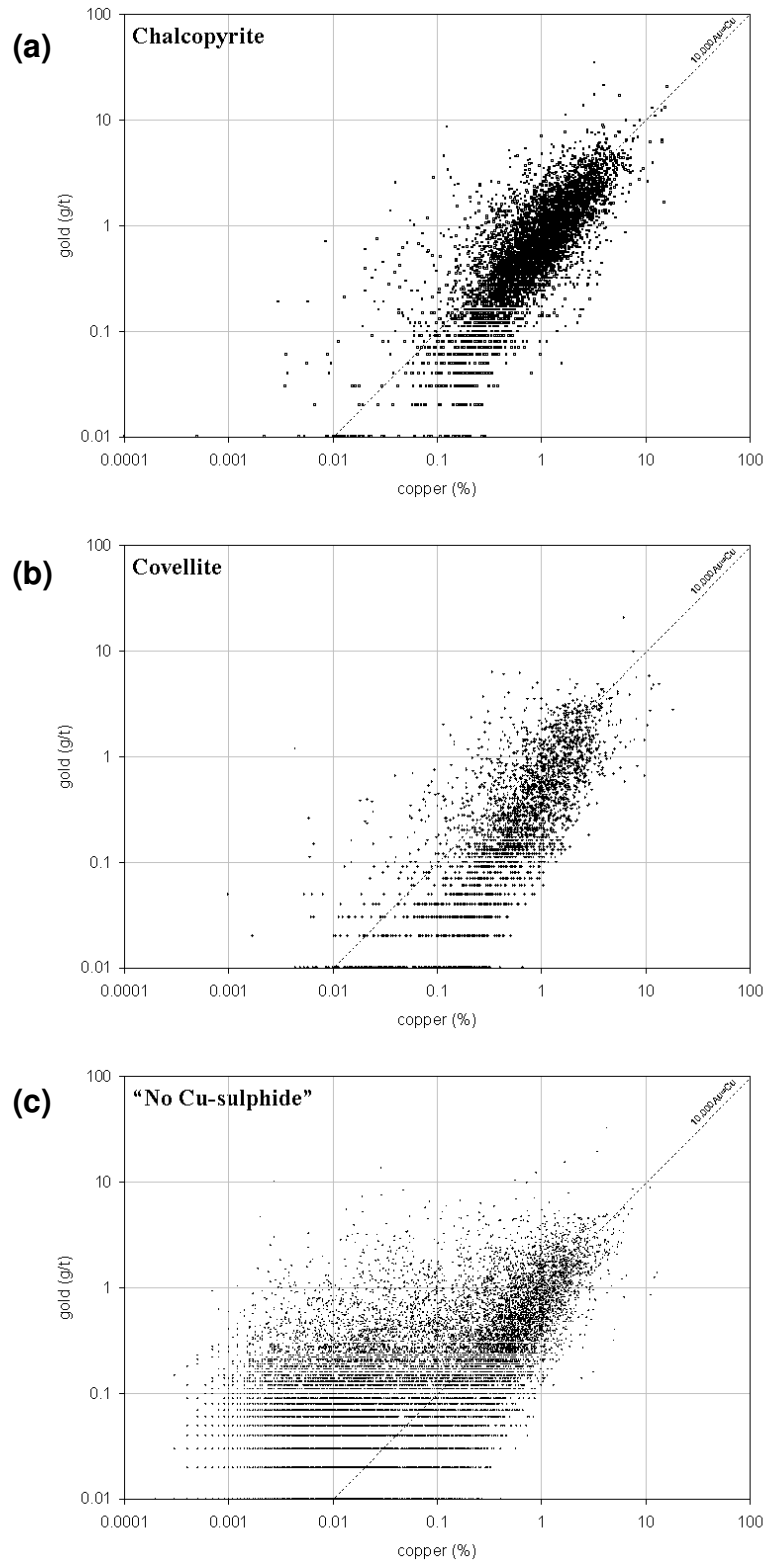 (a)
Chalcopyrite
10,000Au=Cu
100
10
1
0.1
0.01
gold (g/t)
0.0001 0.001 0.01 0.1 1 10 100
copper (%)
(b)
Covellite
10,000Au=Cu
100
10
1
0.1
0.01
gold (g/t)
0.0001 0.001 0.01 0.1 1 10 100
copper (%)
(c)
“No Cu-sulphide”
10,000Au=Cu
100
10
1
0.1
0.01
gold (g/t)
0.0001 0.001 0.01 0.1 1 10 100
copper (%)